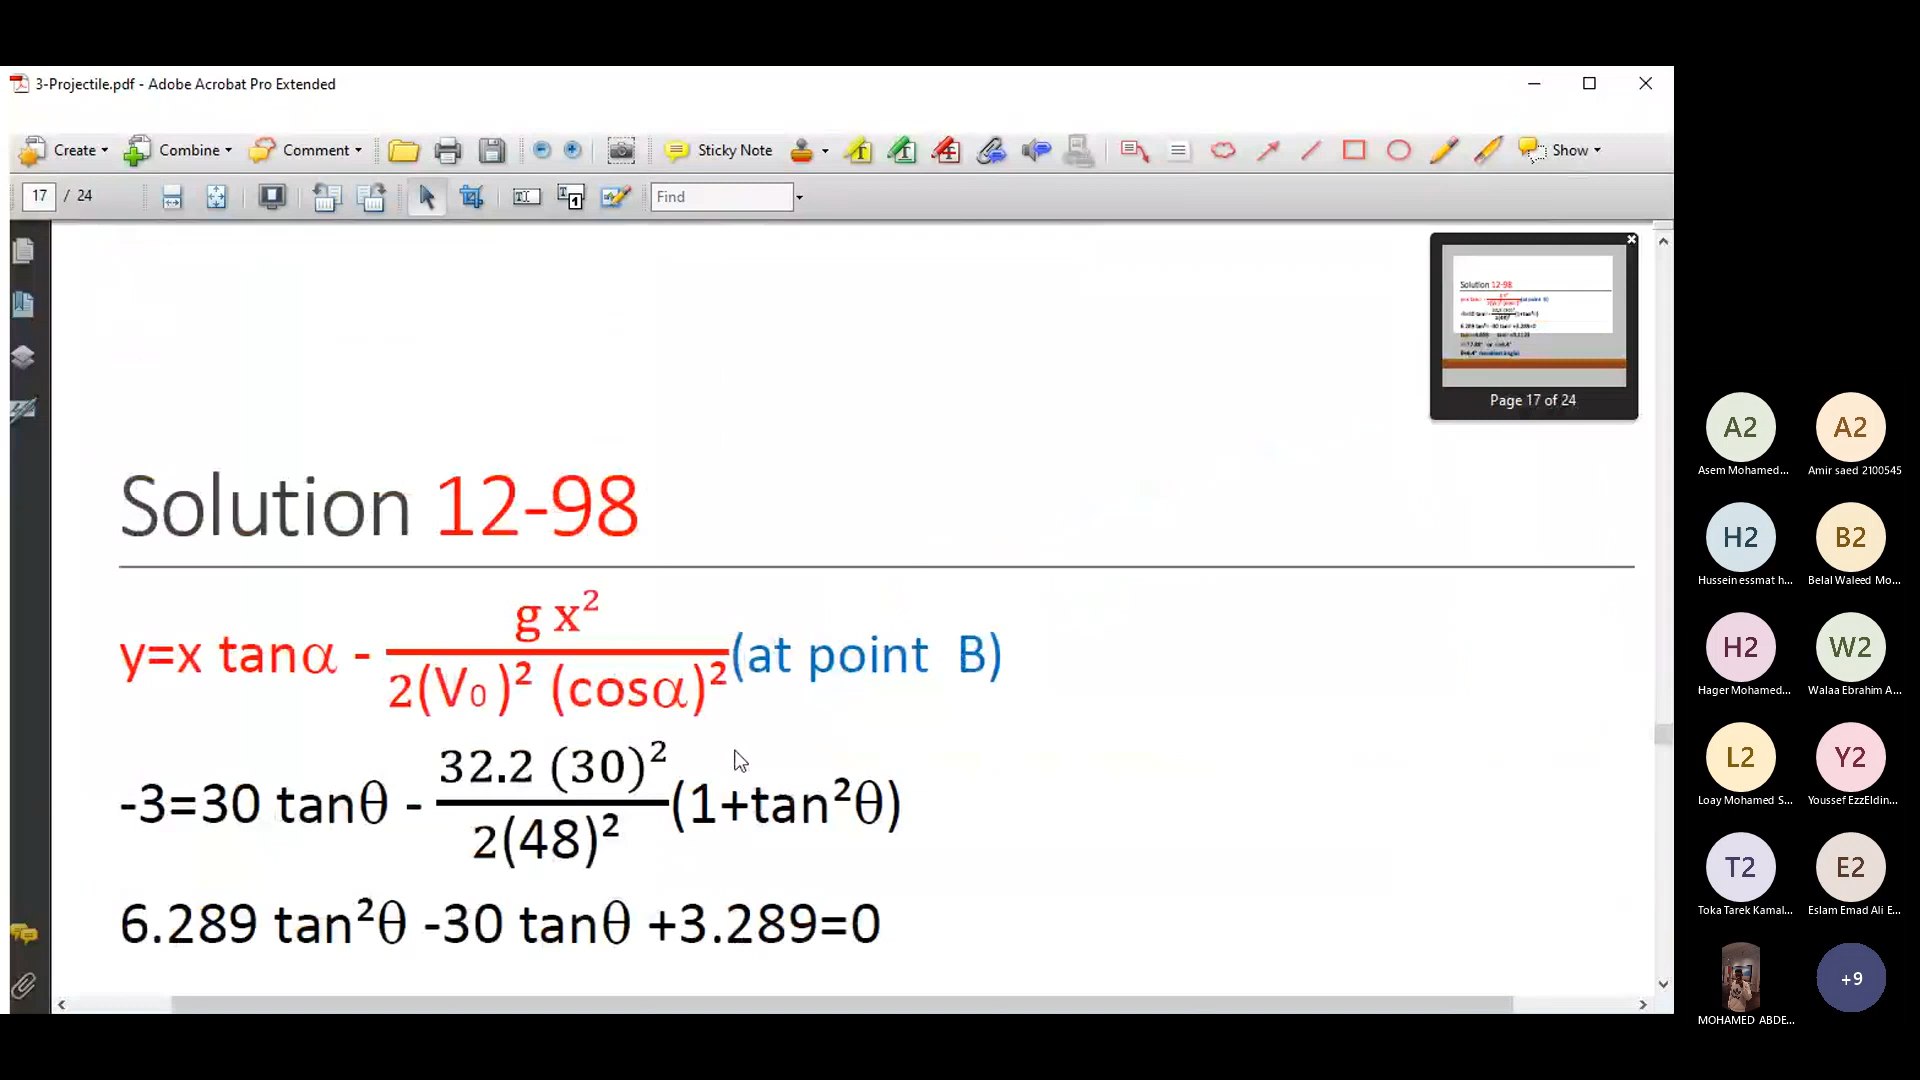 3-Projectile.pdf - Adobe Acrobat Pro Extended
Create Combine Comment Sticky Note Show
17 / 24 Find
Solution 12-98
Page 17 of 24
Solution 12-98
y=x tanα - g x² / 2(V₀)² (cosα)² (at point B)
-3=30 tanθ - 32.2 (30)² / 2(48)² (1+tan²θ)
6.289 tan²θ -30 tanθ +3.289=0
A2 A2
Asem Mohamed... Amir saed 2100545
H2 B2
Hussein essmat h... Belal Waleed Mo...
H2 W2
Hager Mohamed... Walaa Ebrahim A...
L2 Y2
Loay Mohamed S... Youssef EzzEldin...
T2 E2
Toka Tarek Kamal... Eslam Emad Ali E...
+9
MOHAMED ABDE...